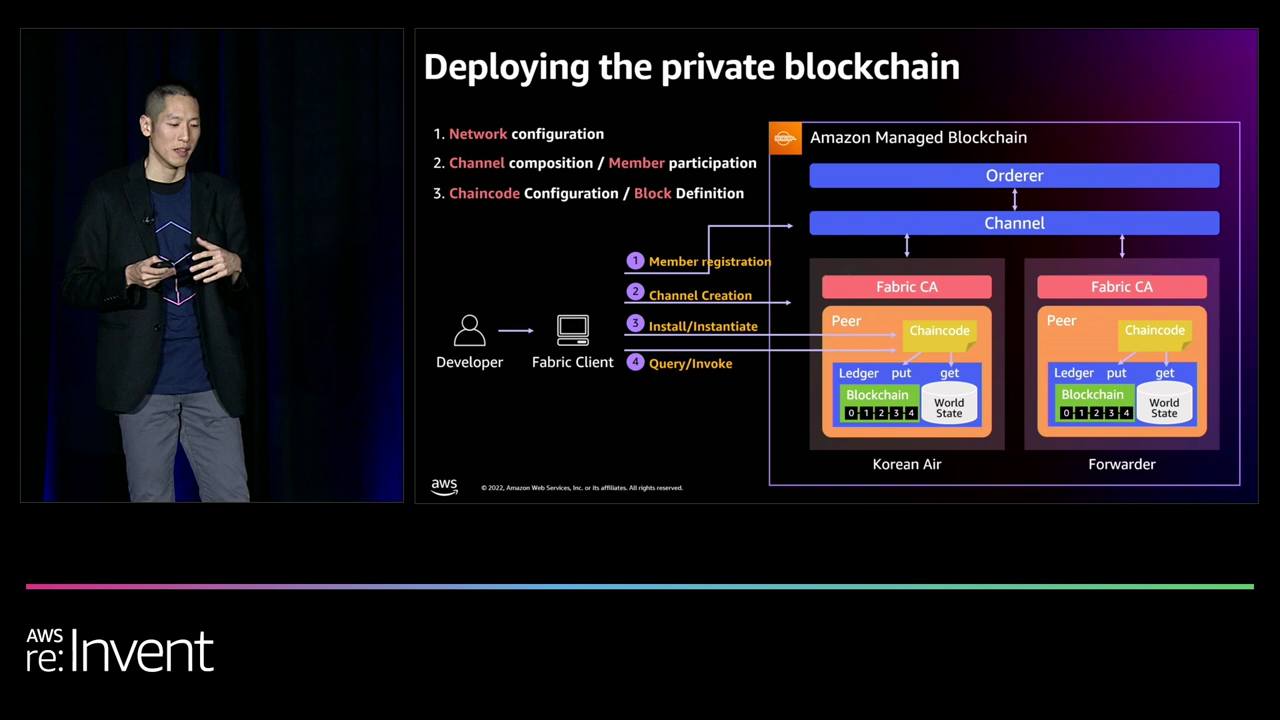 Deploying the private blockchain
1. Network configuration
2. Channel composition / Member participation
3. Chaincode Configuration / Block Definition
1 Member registration
2 Channel Creation
3 Install/Instantiate
4 Query/Invoke
Developer
Fabric Client
Amazon Managed Blockchain
Orderer
Channel
Fabric CA
Peer
Chaincode
Ledger put get
Blockchain
0 1 2 3 4
World
State
Korean Air
Fabric CA
Peer
Chaincode
Ledger put get
Blockchain
0 1 2 3 4
World
State
Forwarder
aws
© 2022, Amazon Web Services, Inc. or its affiliates. All rights reserved.
AWS
re:Invent